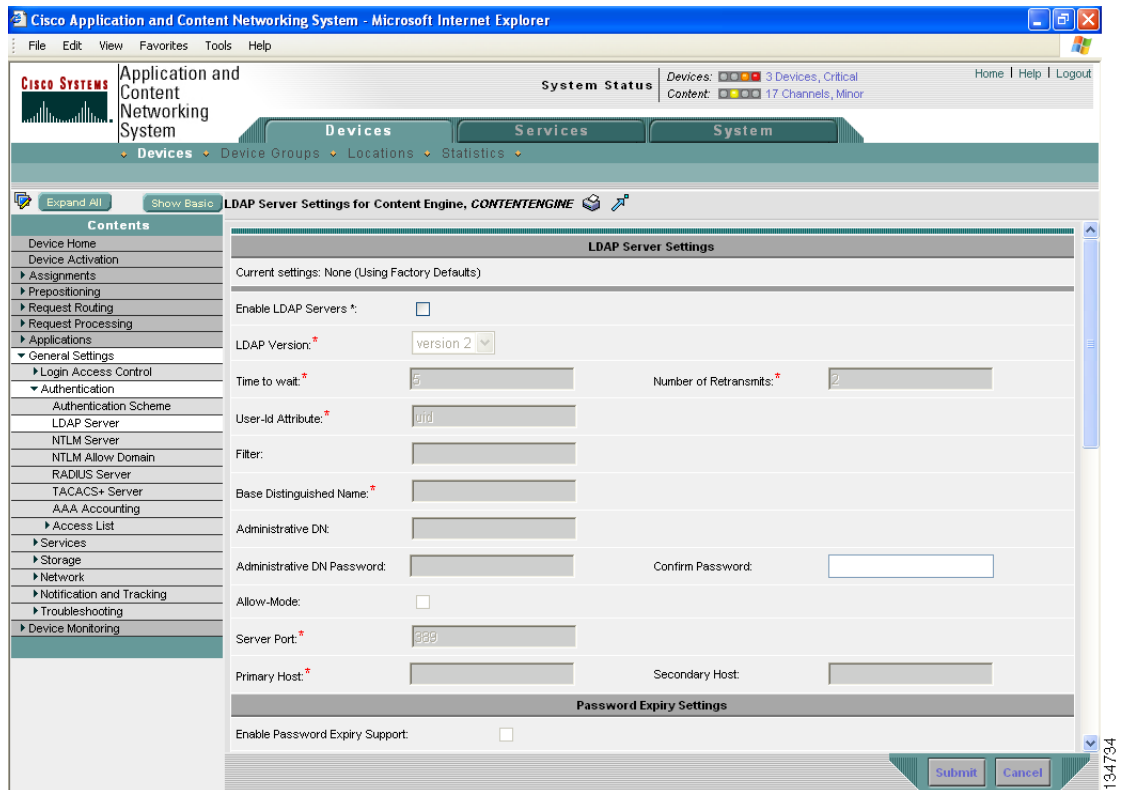 Cisco Application and Content Networking System - Microsoft Internet Explorer
File Edit View Favorites Tools Help
CISCO SYSTEMS
Application and
Content
Networking
System
System Status
Devices: 3 Devices, Critical
Content: 17 Channels, Minor
Home | Help | Logout
Devices Services System
Devices Device Groups Locations Statistics
Expand All Show Basic
LDAP Server Settings for Content Engine, CONTENTENGINE
Contents
Device Home
Device Activation
Assignments
Prepositioning
Request Routing
Request Processing
Applications
General Settings
Login Access Control
Authentication
Authentication Scheme
LDAP Server
NTLM Server
NTLM Allow Domain
RADIUS Server
TACACS+ Server
AAA Accounting
Access List
Services
Storage
Network
Notification and Tracking
Troubleshooting
Device Monitoring
LDAP Server Settings
Current settings: None (Using Factory Defaults)
Enable LDAP Servers *:
LDAP Version:* version 2
Time to wait:* 5 Number of Retransmits:* 2
User-Id Attribute:* uid
Filter:
Base Distinguished Name:*
Administrative DN:
Administrative DN Password: Confirm Password:
Allow-Mode:
Server Port:* 389
Primary Host:* Secondary Host:
Password Expiry Settings
Enable Password Expiry Support:
Submit Cancel
134734